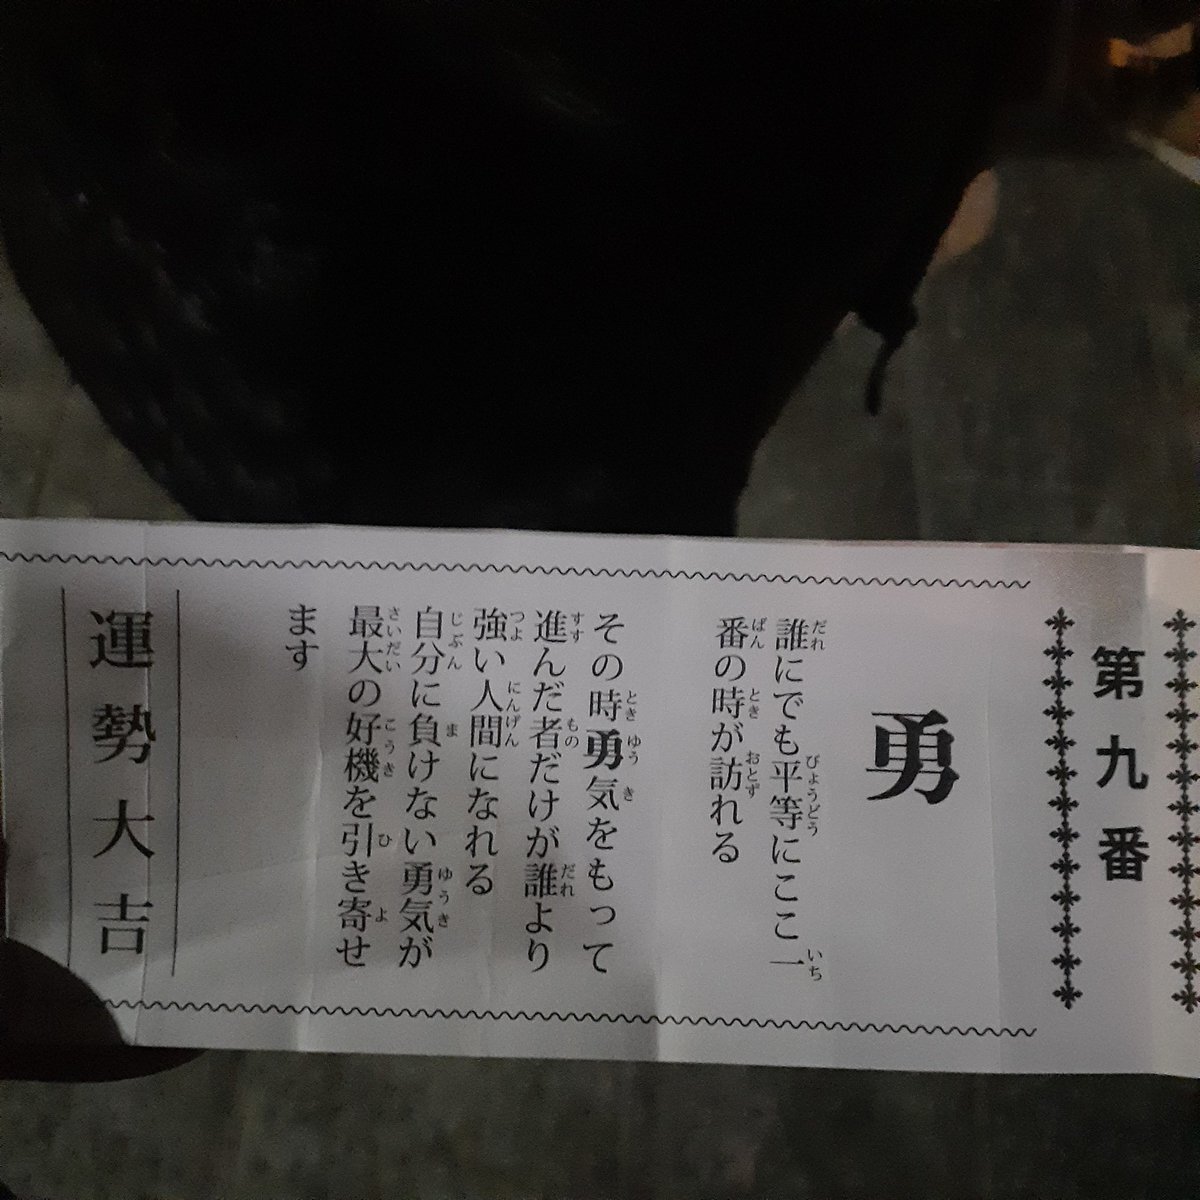 第九番
勇
誰にでも平等にここ一
番の時が訪れる
その時勇気をもって
進んだ者だけが誰より
強い人間になれる
自分に負けない勇気が
最大の好機を引き寄せ
ます
運勢大吉